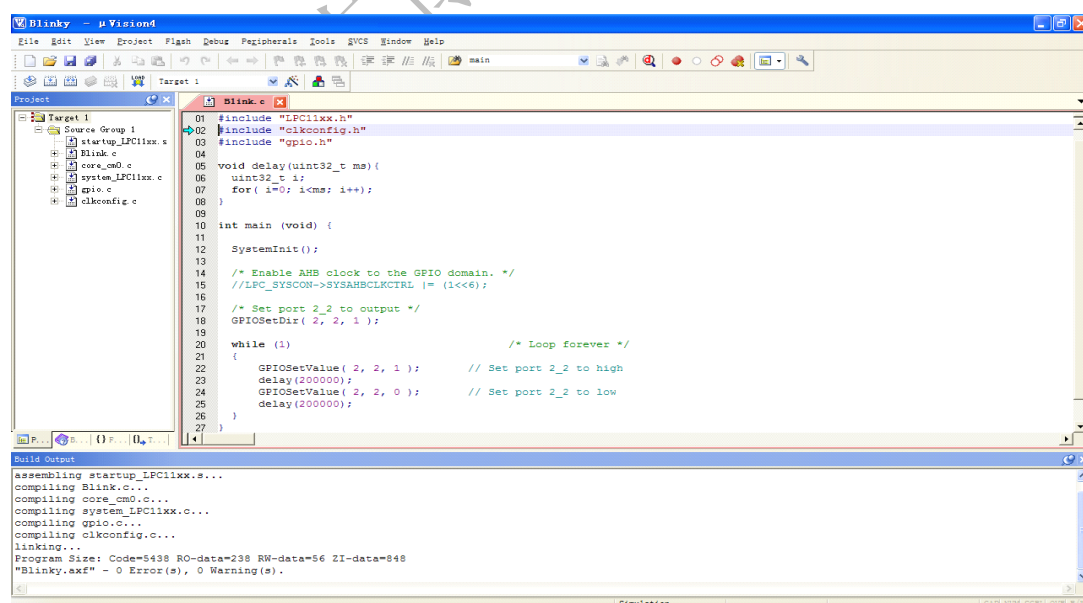 Blinky - μVision4
File Edit View Project Flash Debug Peripherals Tools SVCS Window Help
main
LOAD Target 1
Project
Blink.c
Target 1
Source Group 1
startup_LPC11xx.s
Blink.c
core_cm0.c
system_LPC11xx.c
gpio.c
clkconfig.c
01 #include "LPC11xx.h"
02 #include "clkconfig.h"
03 #include "gpio.h"
04
05 void delay(uint32_t ms){
06 uint32_t i;
07 for( i=0; i<ms; i++);
08 }
09
10 int main (void) {
11
12 SystemInit();
13
14 /* Enable AHB clock to the GPIO domain. */
15 //LPC_SYSCON->SYSAHBCLKCTRL |= (1<<6);
16
17 /* Set port 2_2 to output */
18 GPIOSetDir( 2, 2, 1 );
19
20 while (1) /* Loop forever */
21 {
22 GPIOSetValue( 2, 2, 1 ); // Set port 2_2 to high
23 delay(200000);
24 GPIOSetValue( 2, 2, 0 ); // Set port 2_2 to low
25 delay(200000);
26 }
27 }
P... B... {} F... 0 T...
Build Output
assembling startup_LPC11xx.s...
compiling Blink.c...
compiling core_cm0.c...
compiling system_LPC11xx.c...
compiling gpio.c...
compiling clkconfig.c...
linking...
Program Size: Code=5438 RO-data=238 RW-data=56 ZI-data=848
"Blinky.axf" - 0 Error(s), 0 Warning(s).
Simulation